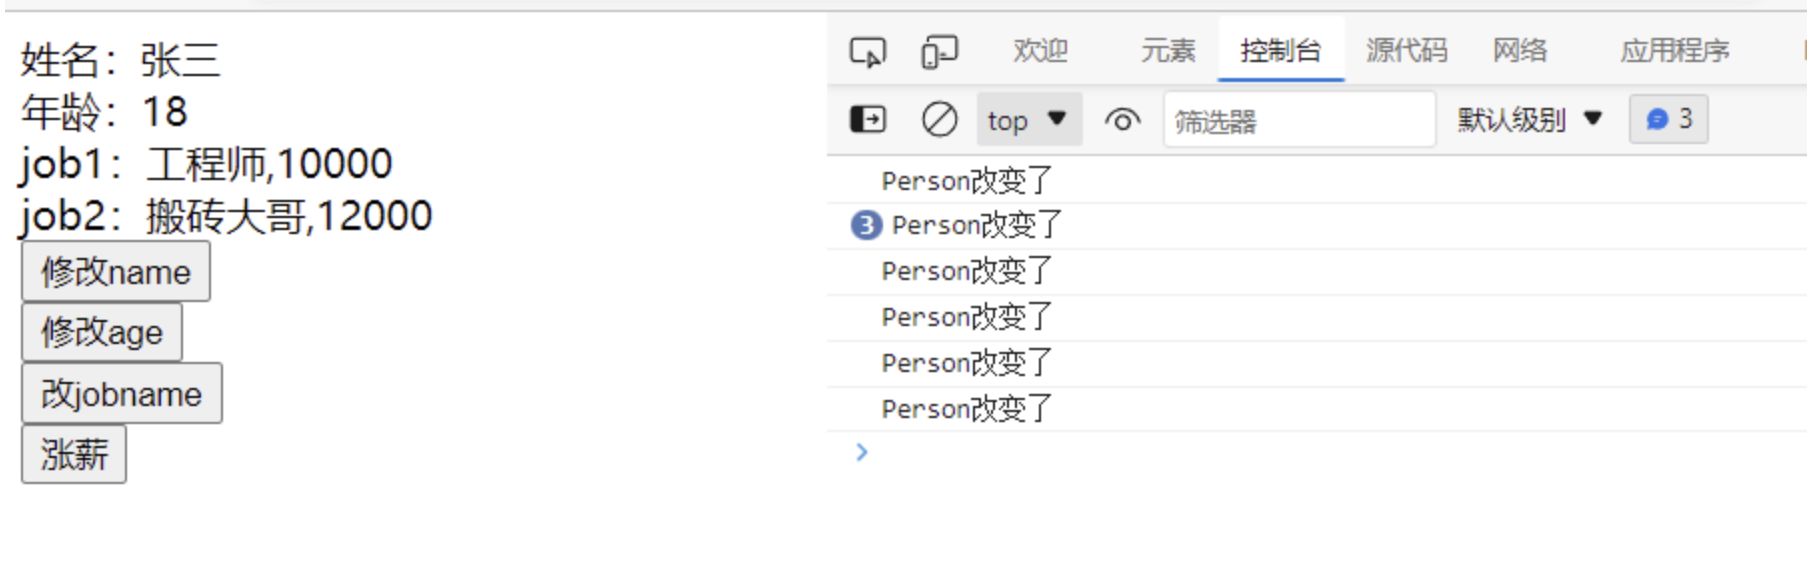 姓名：张三
年龄：18
job1：工程师,10000
job2：搬砖大哥,12000
修改name
修改age
改jobname
涨薪
欢迎 元素 控制台 源代码 网络 应用程序
top 筛选器 默认级别 3
Person改变了
3 Person改变了
Person改变了
Person改变了
Person改变了
Person改变了